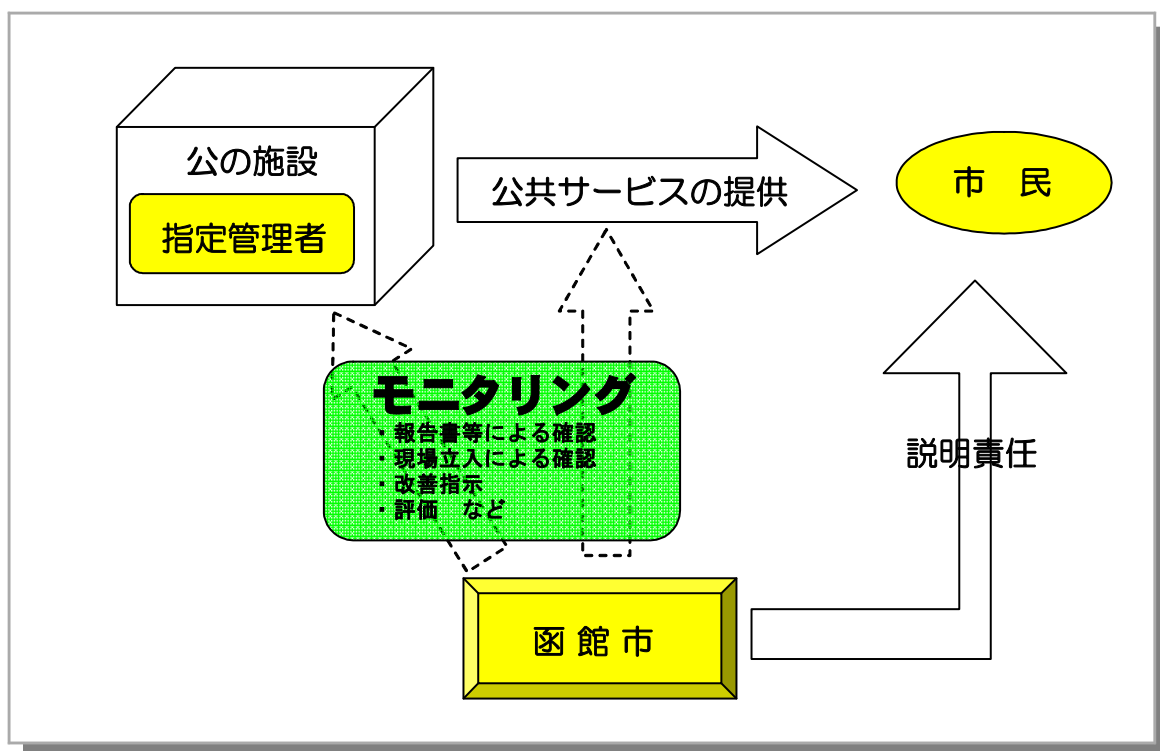 公の施設
指定管理者
公共サービスの提供
市　民
モニタリング
・報告書等による確認
・現場立入による確認
・改善指示
・評価　など
説明責任
函 館 市